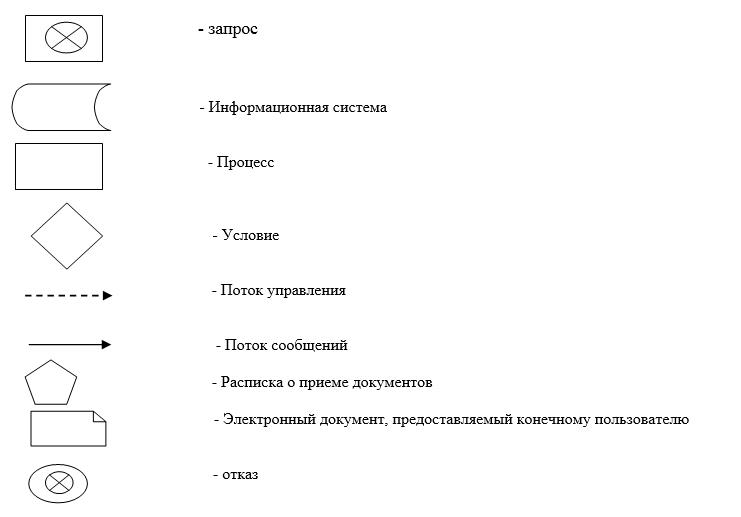 - запрос
- Информационная система
- Процесс
- Условие
- Поток управления
- Поток сообщений
- Расписка о приеме документов
- Электронный документ, предоставляемый конечному пользователю
- отказ